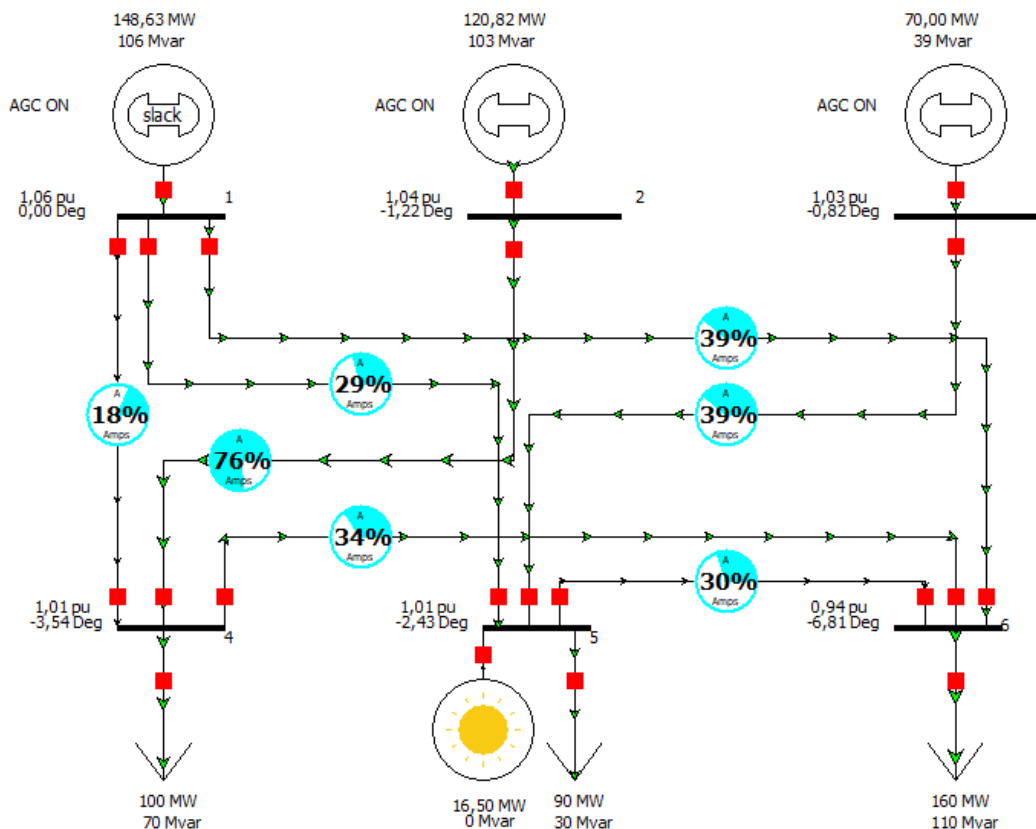 148,63 MW
106 Mvar
120,82 MW
103 Mvar
70,00 MW
39 Mvar
AGC ON
slack
AGC ON
AGC ON
1,06 pu
0,00 Deg
1
1,04 pu
-1,22 Deg
2
1,03 pu
-0,82 Deg
A
39%
Amps
A
29%
Amps
A
18%
Amps
A
39%
Amps
A
76%
Amps
A
34%
Amps
A
30%
Amps
1,01 pu
-3,54 Deg
4
1,01 pu
-2,43 Deg
5
0,94 pu
-6,81 Deg
6
100 MW
70 Mvar
16,50 MW
0 Mvar
90 MW
30 Mvar
160 MW
110 Mvar